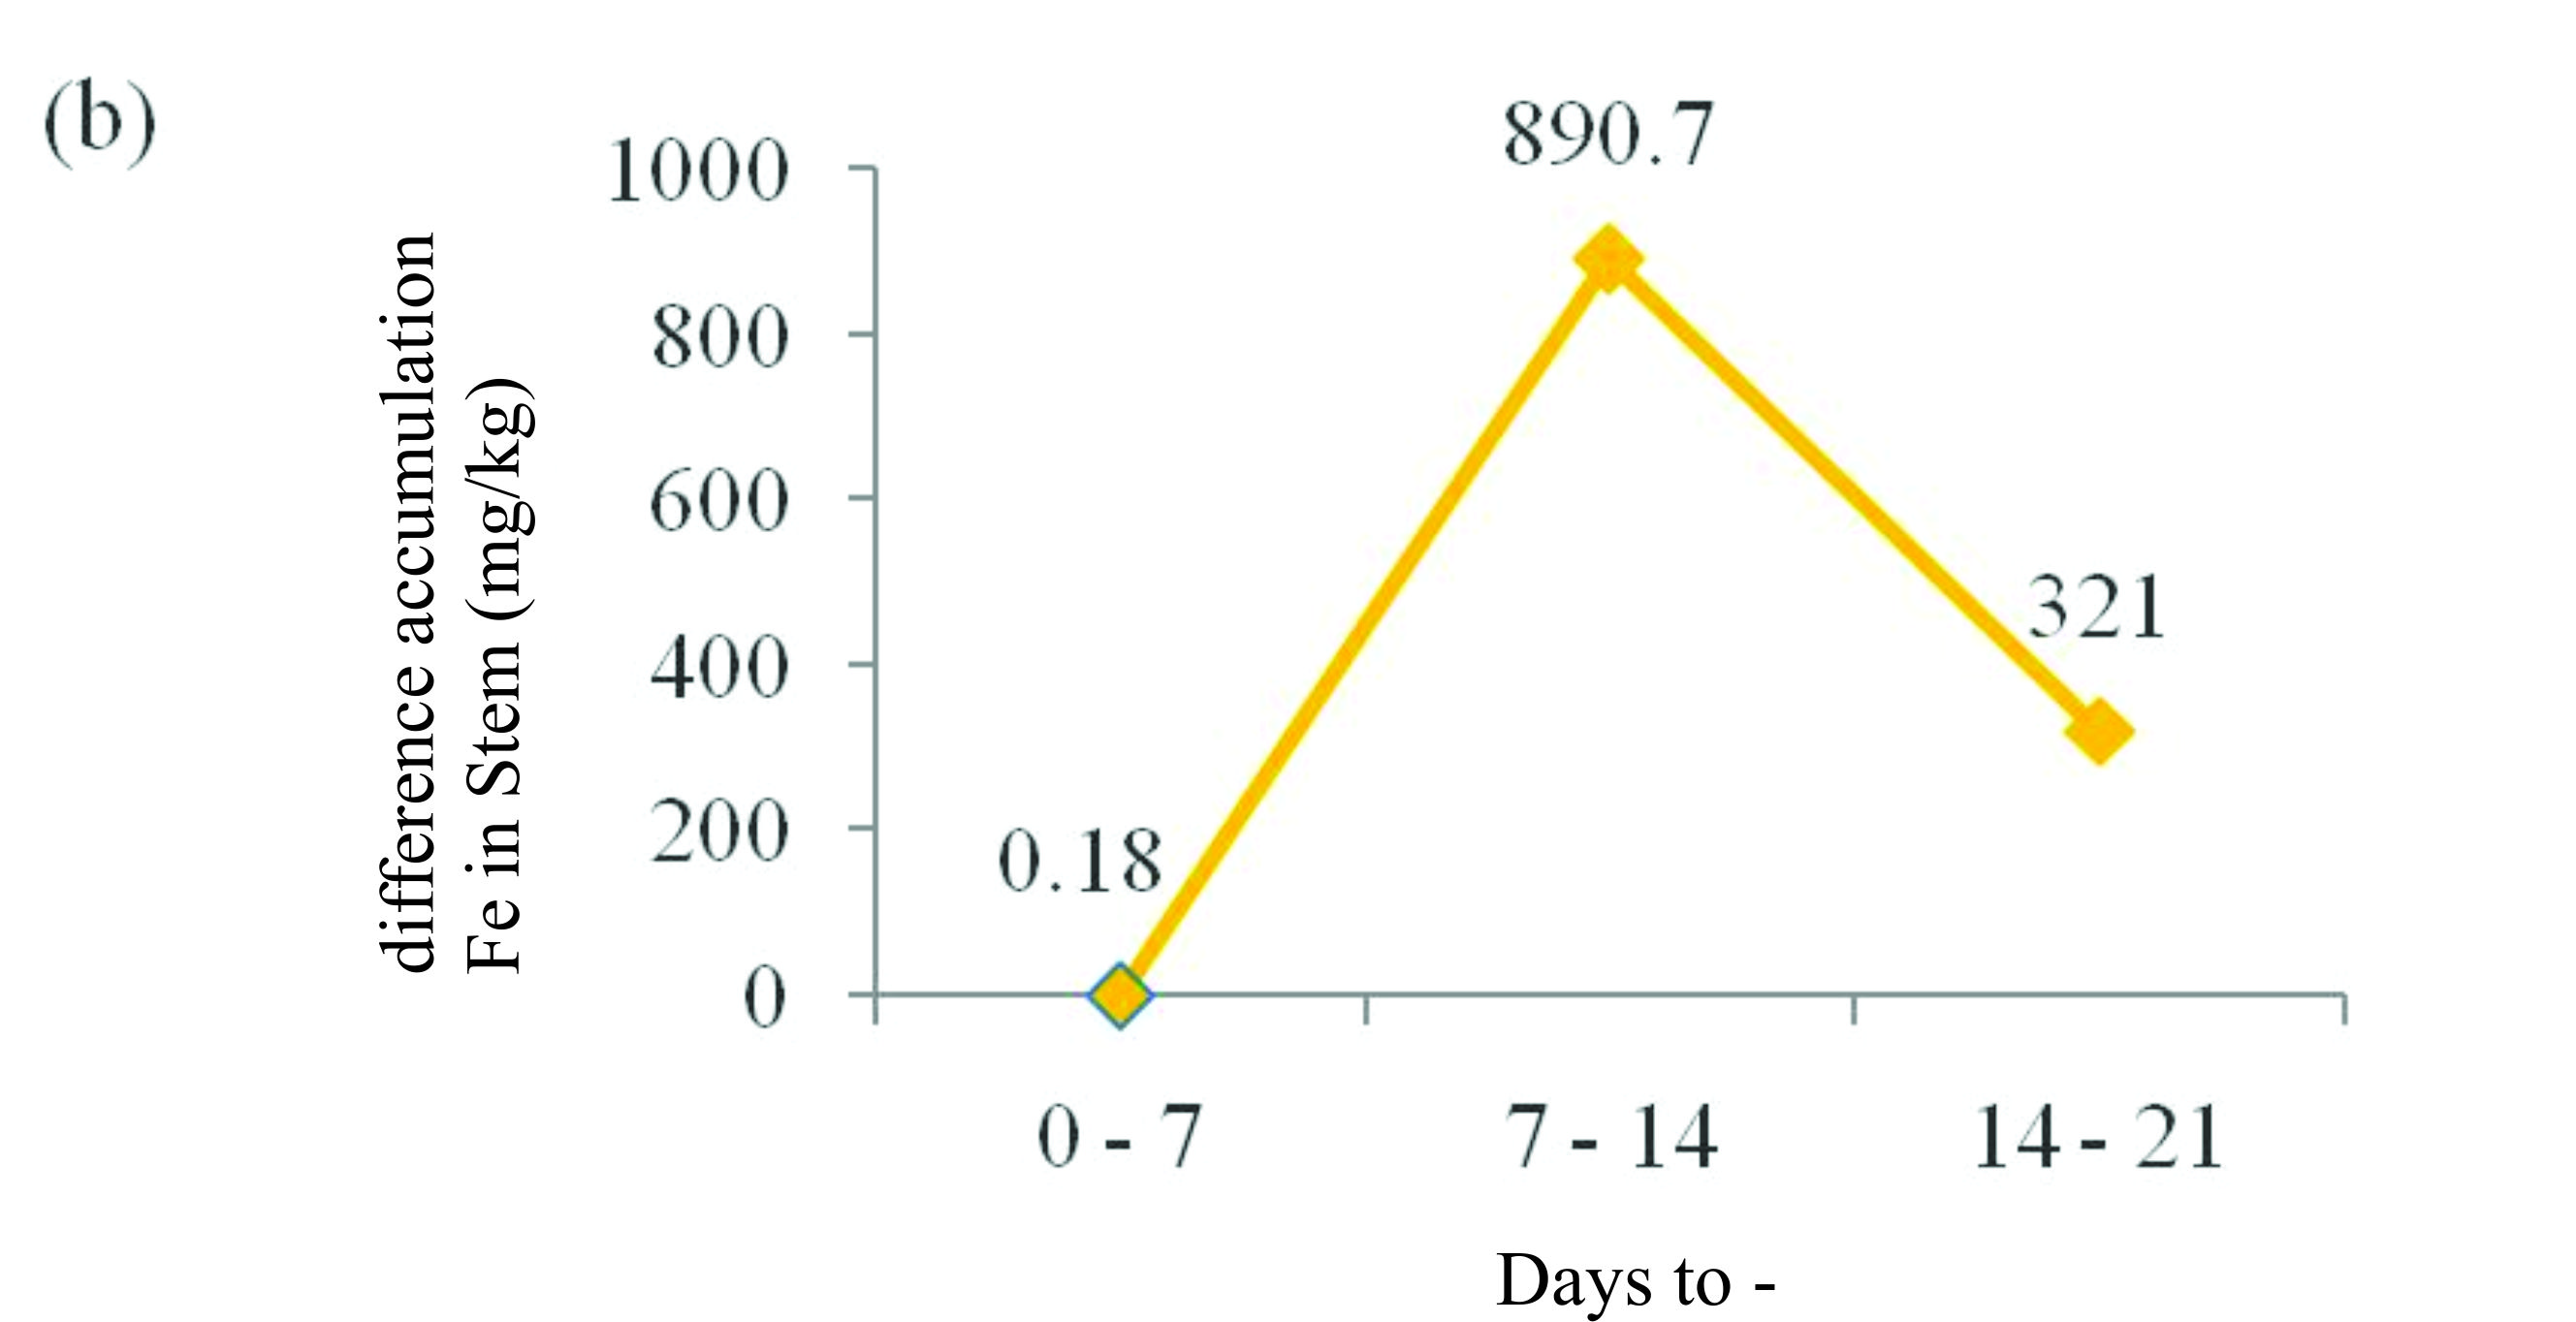 (b)
difference accumulation
Fe in Stem (mg/kg)
1000
800
600
400
200
0
0.18
890.7
321
0 - 7
7 - 14
14 - 21
Days to -